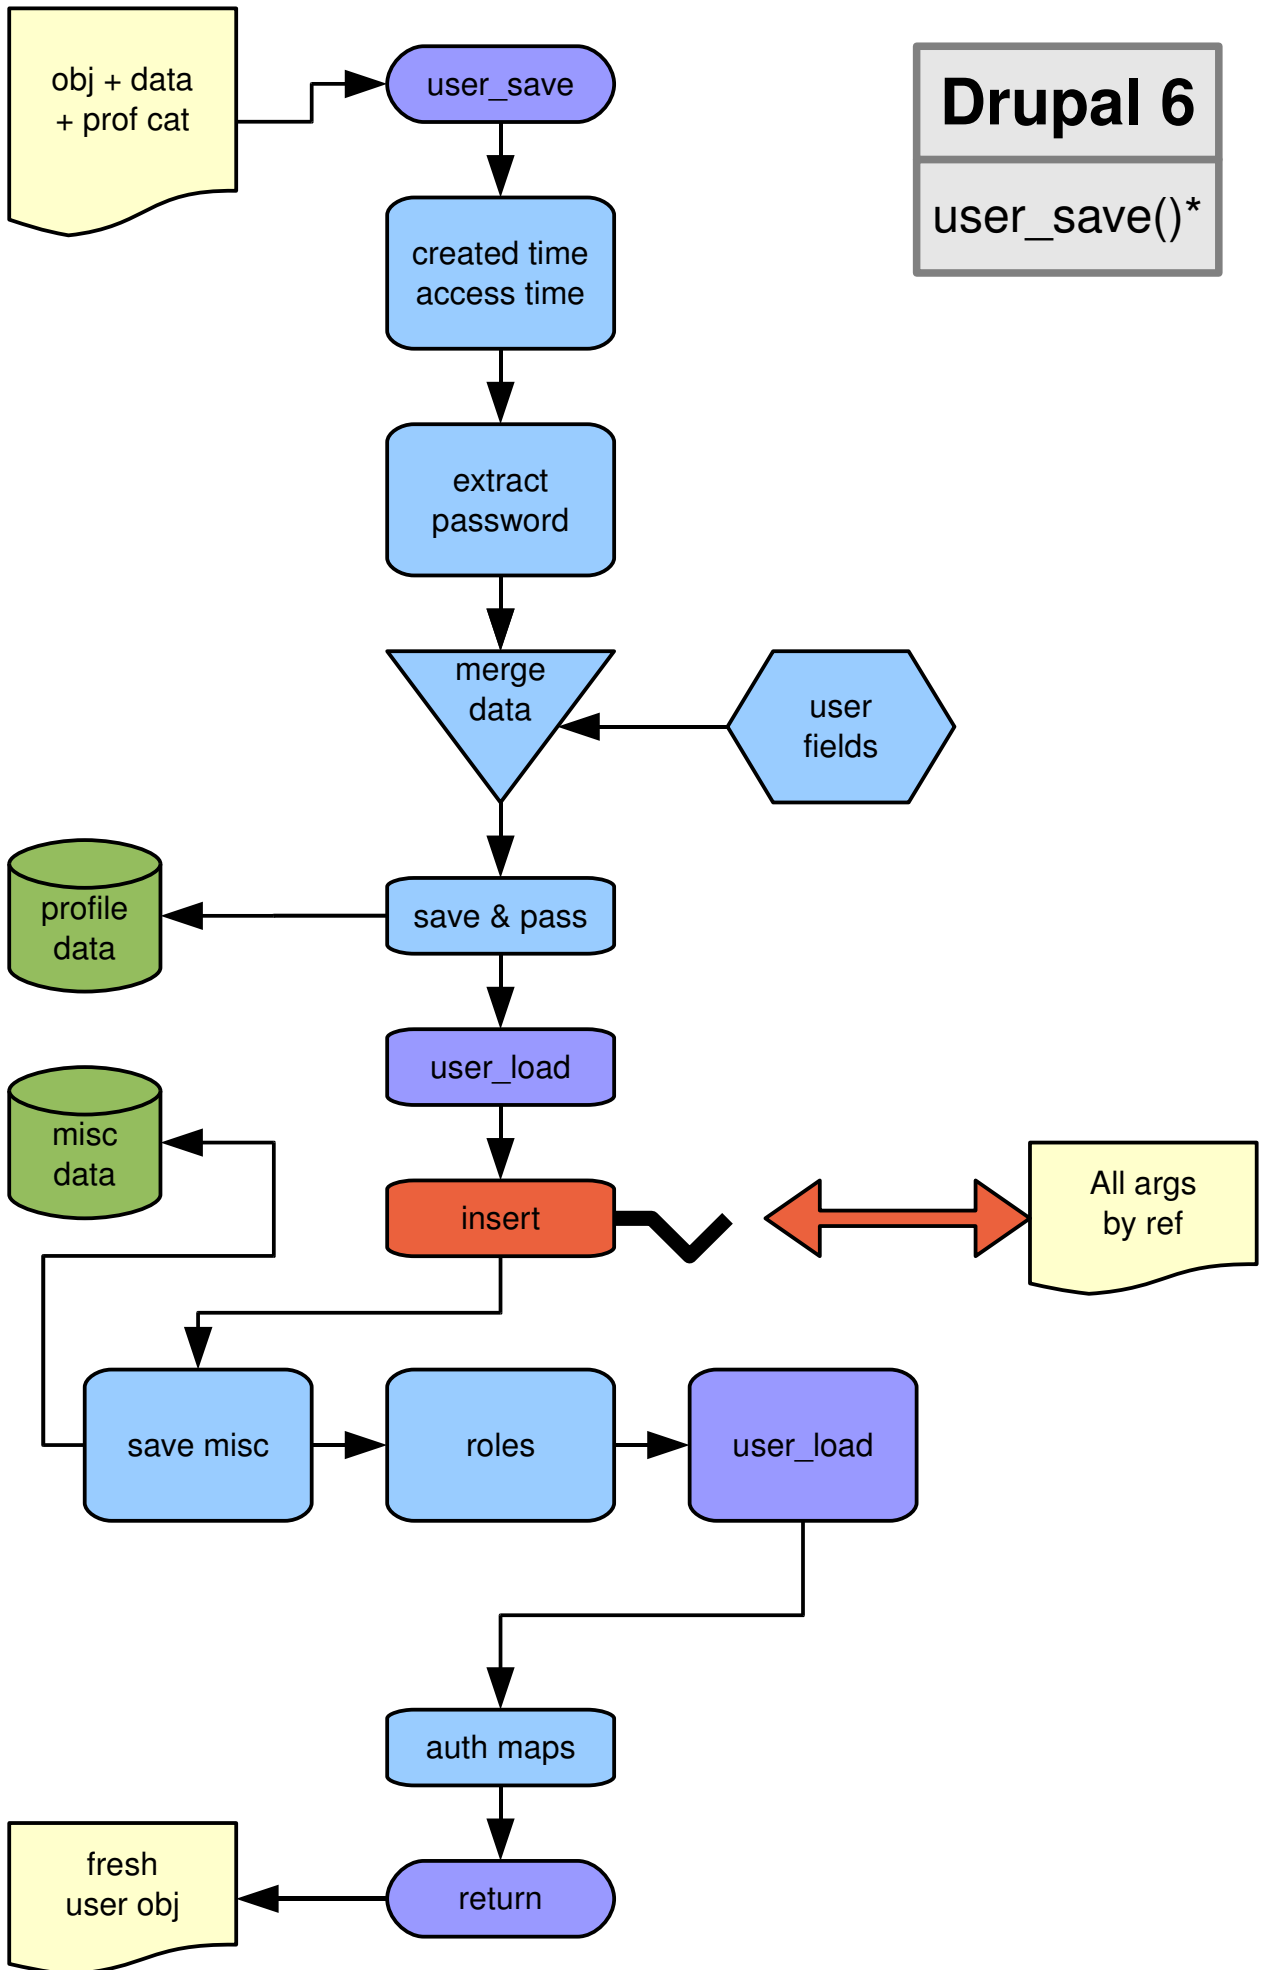 obj + data
+ prof cat
user_save
Drupal 6
user_save()*
created time
access time
extract
password
merge
data
user
fields
profile
data
save & pass
user_load
misc
data
insert
All args
by ref
save misc
roles
user_load
auth maps
fresh
user obj
return